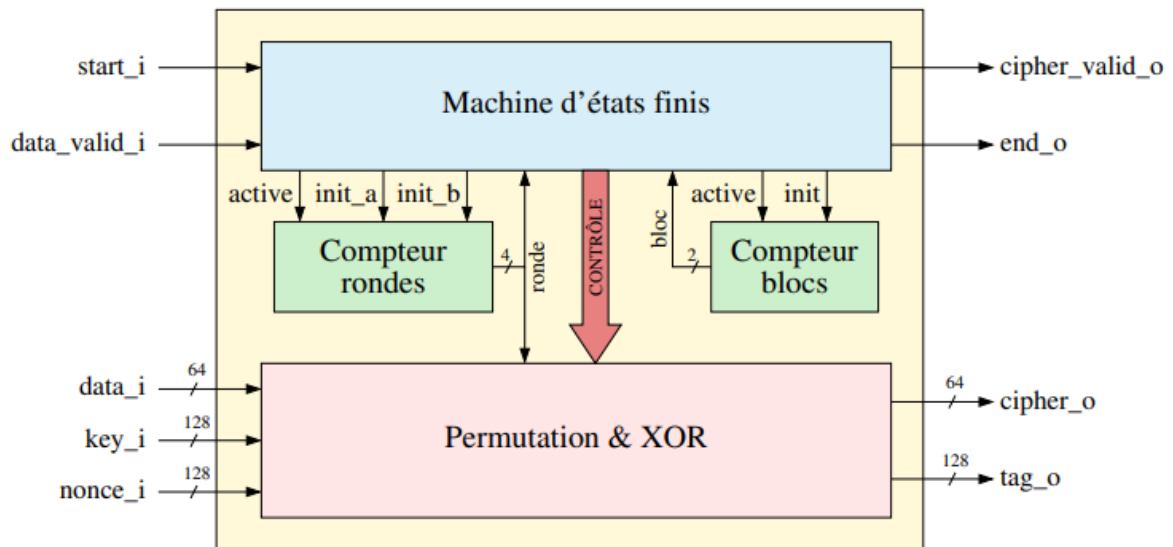 start_i
cipher_valid_o
Machine d'états finis
data_valid_i
end_o
active init_a init_b
active init
Compteur
rondes
4
ronde
CONTRÔLE
bloc
2
Compteur
blocs
data_i
64
key_i
128
nonce_i
128
Permutation & XOR
64
cipher_o
128
tag_o